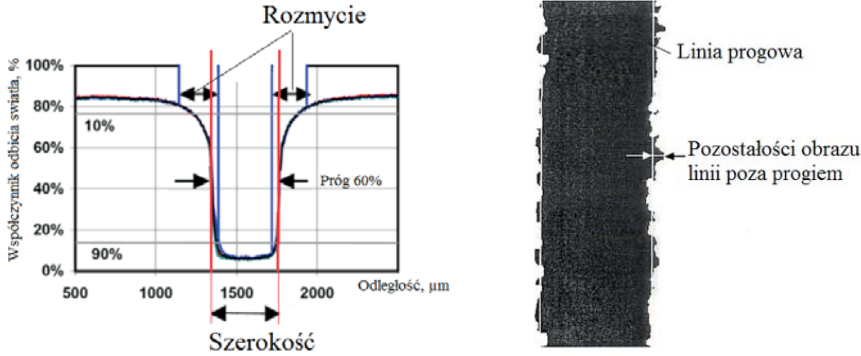 Rozmycie
Współczynnik odbicia swiatla, %
100%
80%
60%
40%
20%
0%
10%
90%
Próg 60%
500
1000
1500
2000
Odległość, µm
Szerokość
Linia progowa
Pozostałości obrazu
linii poza progiem